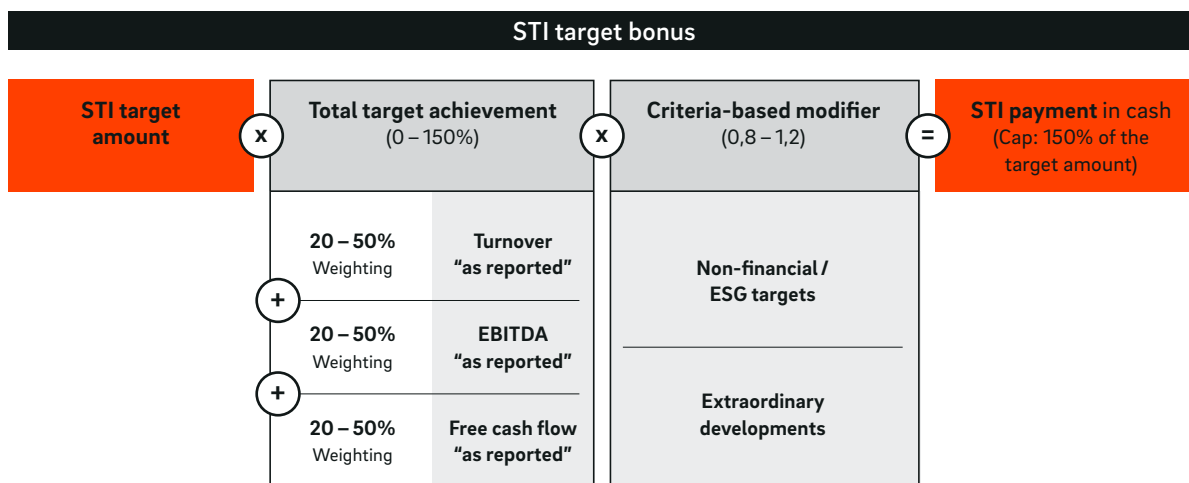 STI target bonus
STI target
amount
x
Total target achievement
(0 – 150%)
x
Criteria-based modifier
(0,8 – 1,2)
=
STI payment in cash
(Cap: 150% of the
target amount)
20 – 50%
Weighting
Turnover
“as reported”
+
20 – 50%
Weighting
EBITDA
“as reported”
+
20 – 50%
Weighting
Free cash flow
“as reported”
Non-financial /
ESG targets
Extraordinary
developments